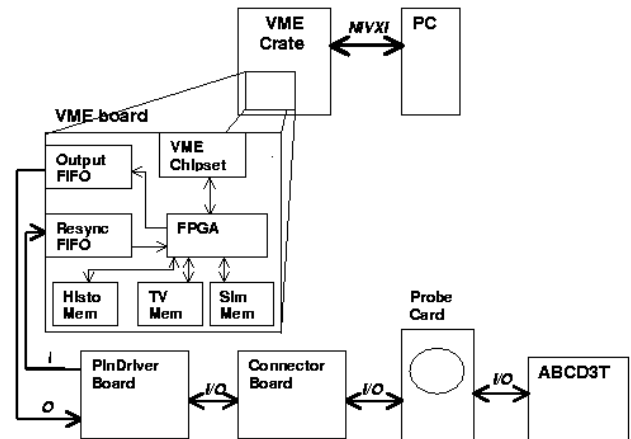 VME
Crate
NIVXI
PC
VME board
Output
FIFO
VME
Chipset
Resync
FIFO
FPGA
Histo
Mem
TV
Mem
Sim
Mem
Probe
Card
I
O
PinDriver
Board
I/O
Connector
Board
I/O
I/O
ABCD3T